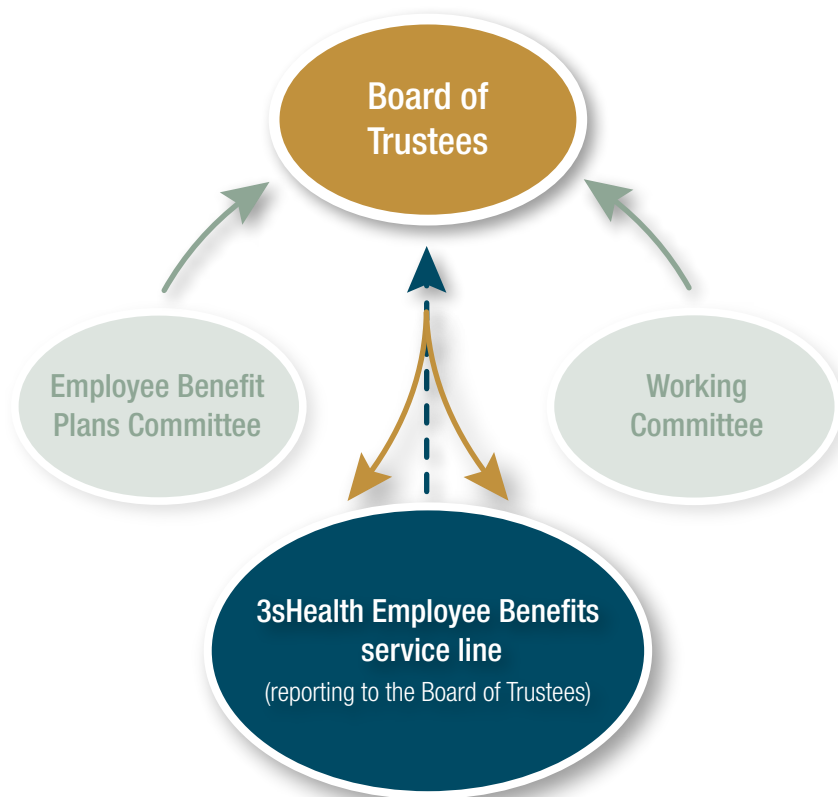 Board of
Trustees
Employee Benefit
Plans Committee
Working
Committee
3sHealth Employee Benefits
service line
(reporting to the Board of Trustees)